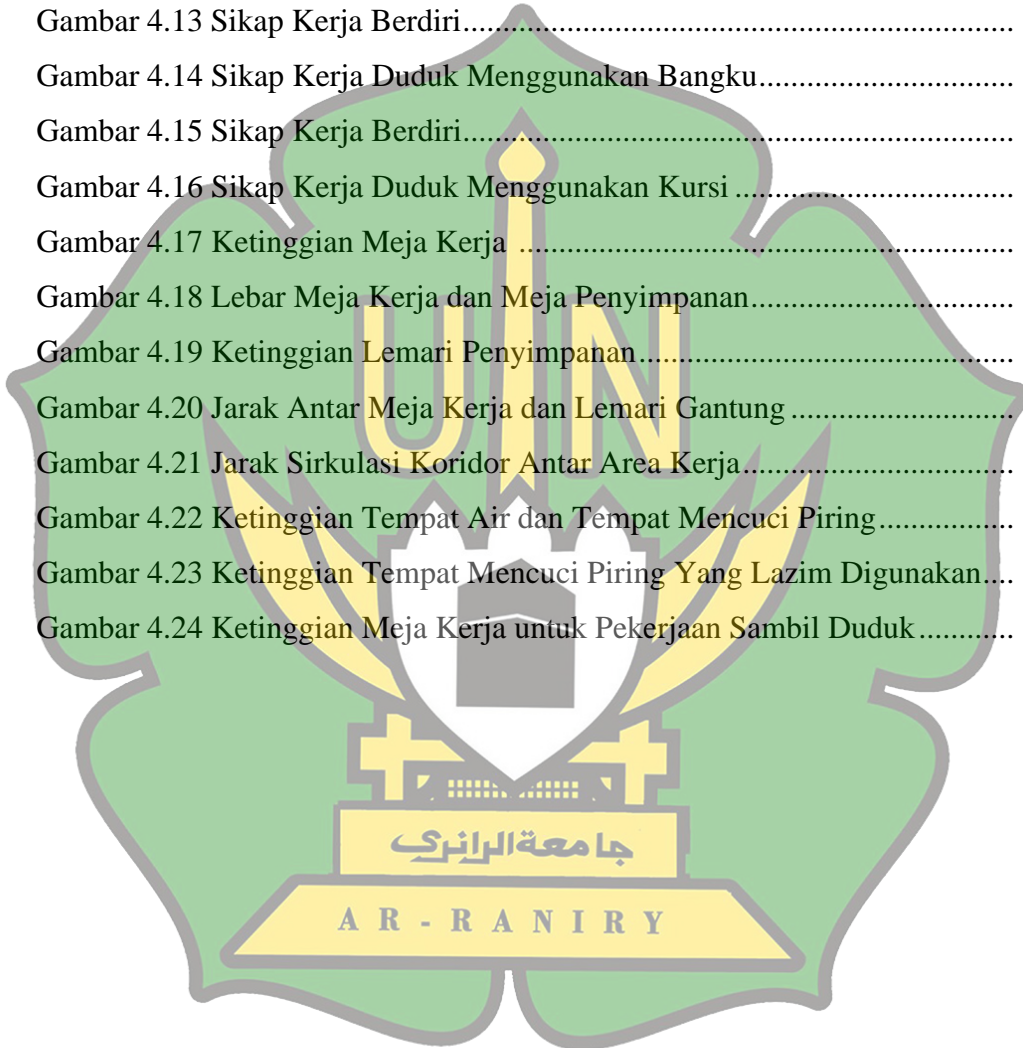 Gambar 4.13 Sikap Kerja Berdiri............................................................................
Gambar 4.14 Sikap Kerja Duduk Menggunakan Bangku...................................
Gambar 4.15 Sikap Kerja Berdiri............................................................................
Gambar 4.16 Sikap Kerja Duduk Menggunakan Kursi ......................................
Gambar 4.17 Ketinggian Meja Kerja ....................................................................
Gambar 4.18 Lebar Meja Kerja dan Meja Penyimpanan....................................
Gambar 4.19 Ketinggian Lemari Penyimpanan...................................................
Gambar 4.20 Jarak Antar Meja Kerja dan Lemari Gantung ..............................
Gambar 4.21 Jarak Sirkulasi Koridor Antar Area Kerja.....................................
Gambar 4.22 Ketinggian Tempat Air dan Tempat Mencuci Piring..................
Gambar 4.23 Ketinggian Tempat Mencuci Piring Yang Lazim Digunakan....
Gambar 4.24 Ketinggian Meja Kerja untuk Pekerjaan Sambil Duduk............
UIN
جامعة الرانري
AR-RANIRY